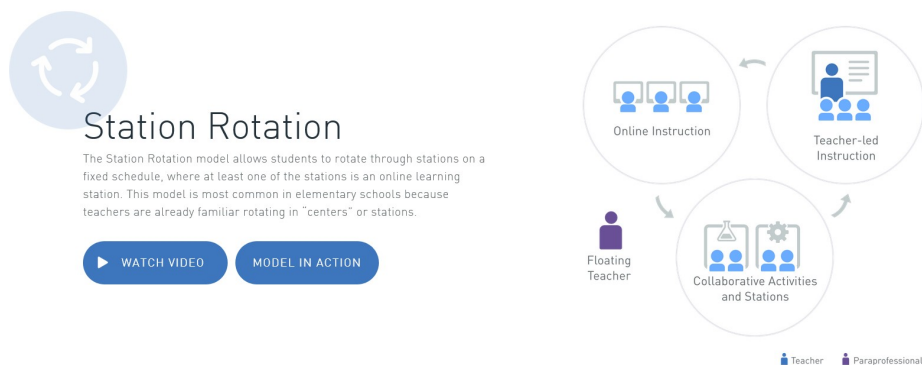 Station Rotation
The Station Rotation model allows students to rotate through stations on a
fixed schedule, where at least one of the stations is an online learning
station. This model is most common in elementary schools because
teachers are already familiar rotating in "centers" or stations.
WATCH VIDEO
MODEL IN ACTION
Online Instruction
Teacher-led
Instruction
Floating
Teacher
Collaborative Activities
and Stations
Teacher
Paraprofessional